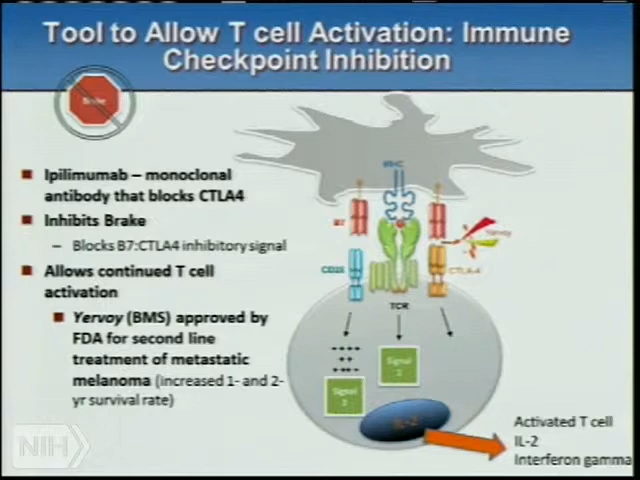 Tool to Allow T cell Activation: Immune
Checkpoint Inhibition
Brake
Ipilimumab – monoclonal
antibody that blocks CTLA4
Inhibits Brake
– Blocks B7:CTLA4 inhibitory signal
Allows continued T cell
activation
Yervoy (BMS) approved by
FDA for second line
treatment of metastatic
melanoma (increased 1- and 2-
yr survival rate)
MHC
B7
Yervoy
CD28
CTLA-4
TCR
Signal
1
Signal
2
IL-2
Activated T cell
IL-2
Interferon gamma
NIH